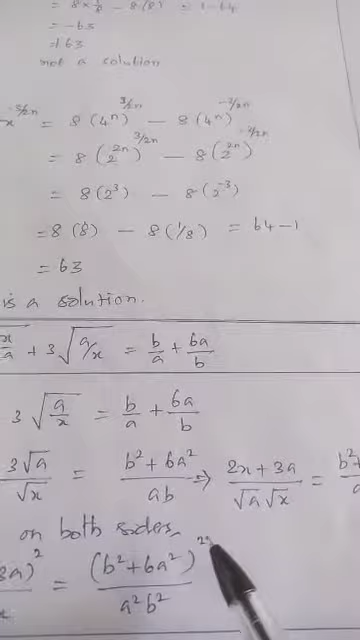 = 8 × 1/8 − 8(8) = 1 − 64
= −63
≠ 63
not a solution
x^{-3/2n} = 8(4^n)^{3/2n} − 8(4^n)^{-3/2n}
= 8(2^{2n})^{3/2n} − 8(2^{2n})^{-3/2n}
= 8(2^3) − 8(2^{-3})
= 8(8) − 8(1/8) = 64 − 1
= 63
is a solution.
√(x/a) + 3√(a/x) = b/a + 6a/b
3√(a/x) = b/a + 6a/b
3√a/√x = (b² + 6a²)/ab ⇒ (2x + 3a)/(√a√x) =
on both sides,
3a)² = (b² + 6a²)²/a²b²